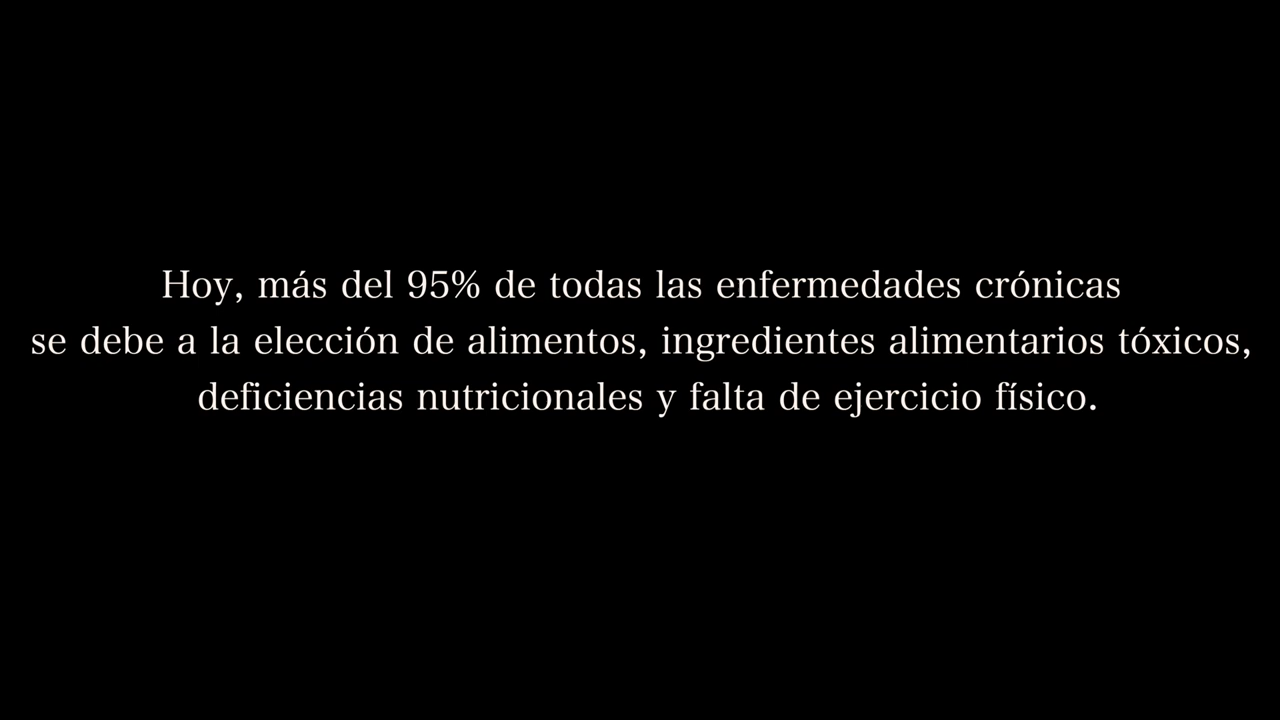 Hoy, más del 95% de todas las enfermedades crónicas
se debe a la elección de alimentos, ingredientes alimentarios tóxicos,
deficiencias nutricionales y falta de ejercicio físico.